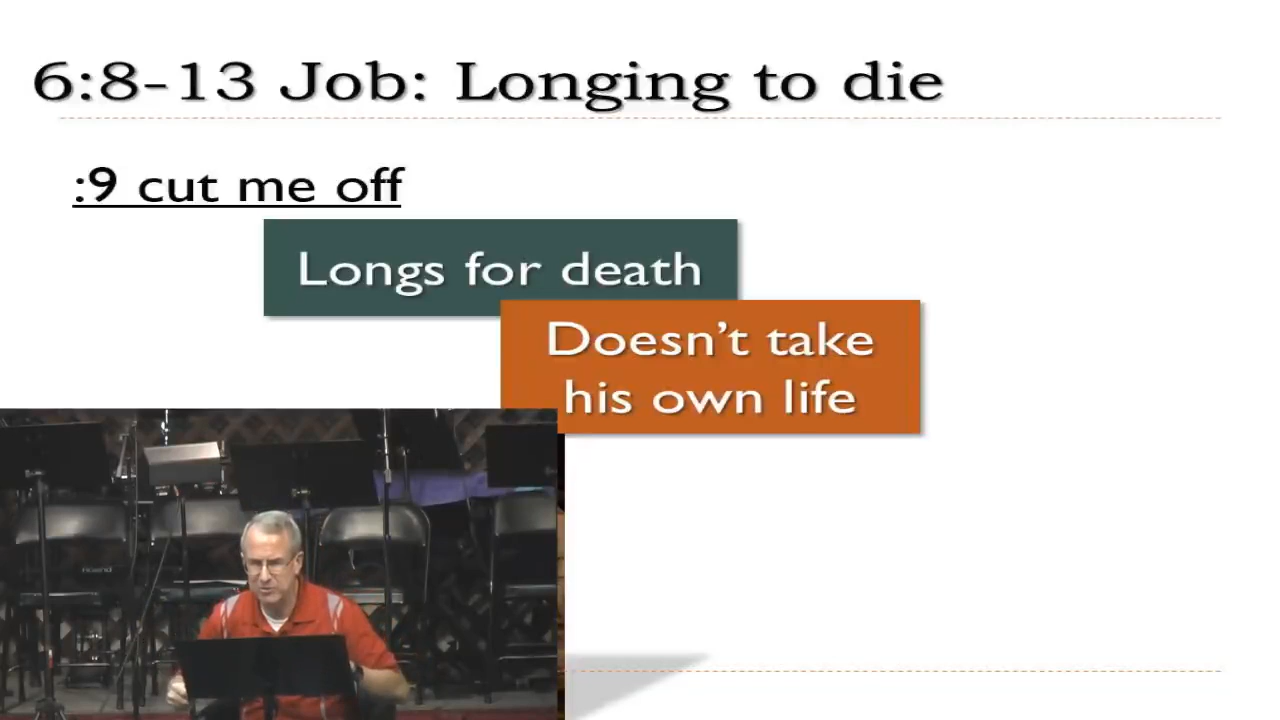 6:8-13 Job: Longing to die
:9 cut me off
Longs for death
Doesn't take
his own life
Roland